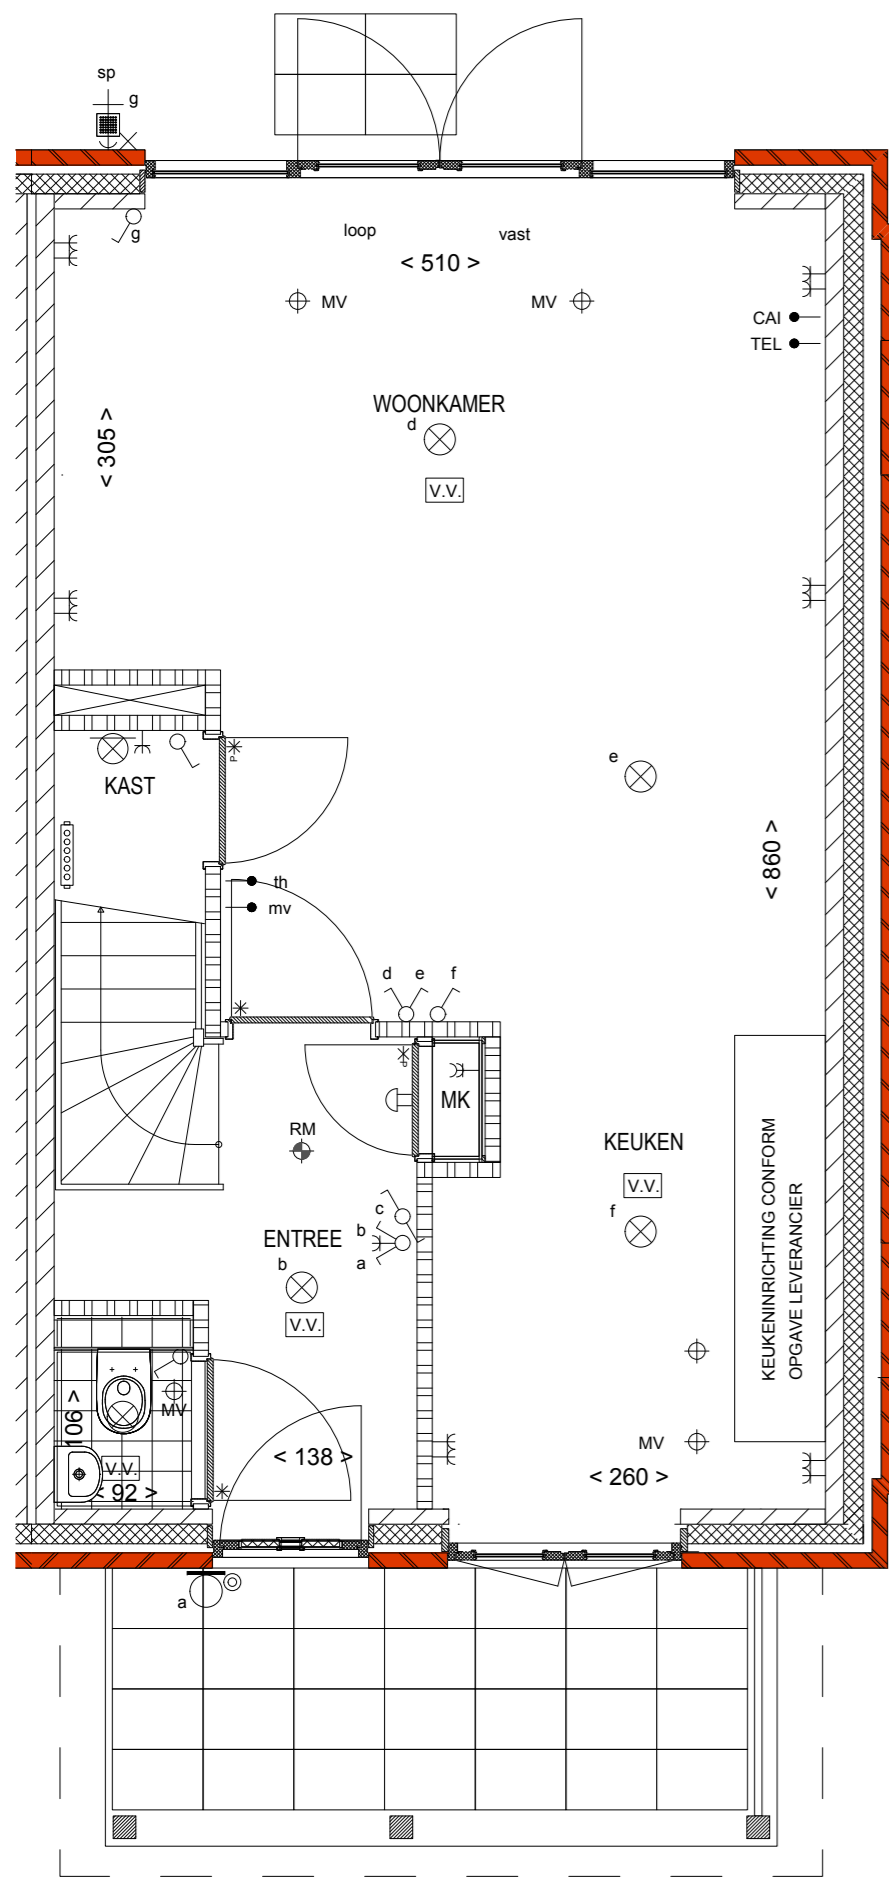 sp
g
g
loop
vast
< 510 >
MV
MV
CAI
TEL
WOONKAMER
d
< 305 >
V.V.
e
P
KAST
< 860 >
th
mv
d e f
P
MK
RM
KEUKEN
V.V.
KEUKENINRICHTING CONFORM
OPGAVE LEVERANCIER
c
b
a
ENTREE
f
b
V.V.
MV
106 >
MV
V.V.
< 138 >
< 260 >
< 92 >
a